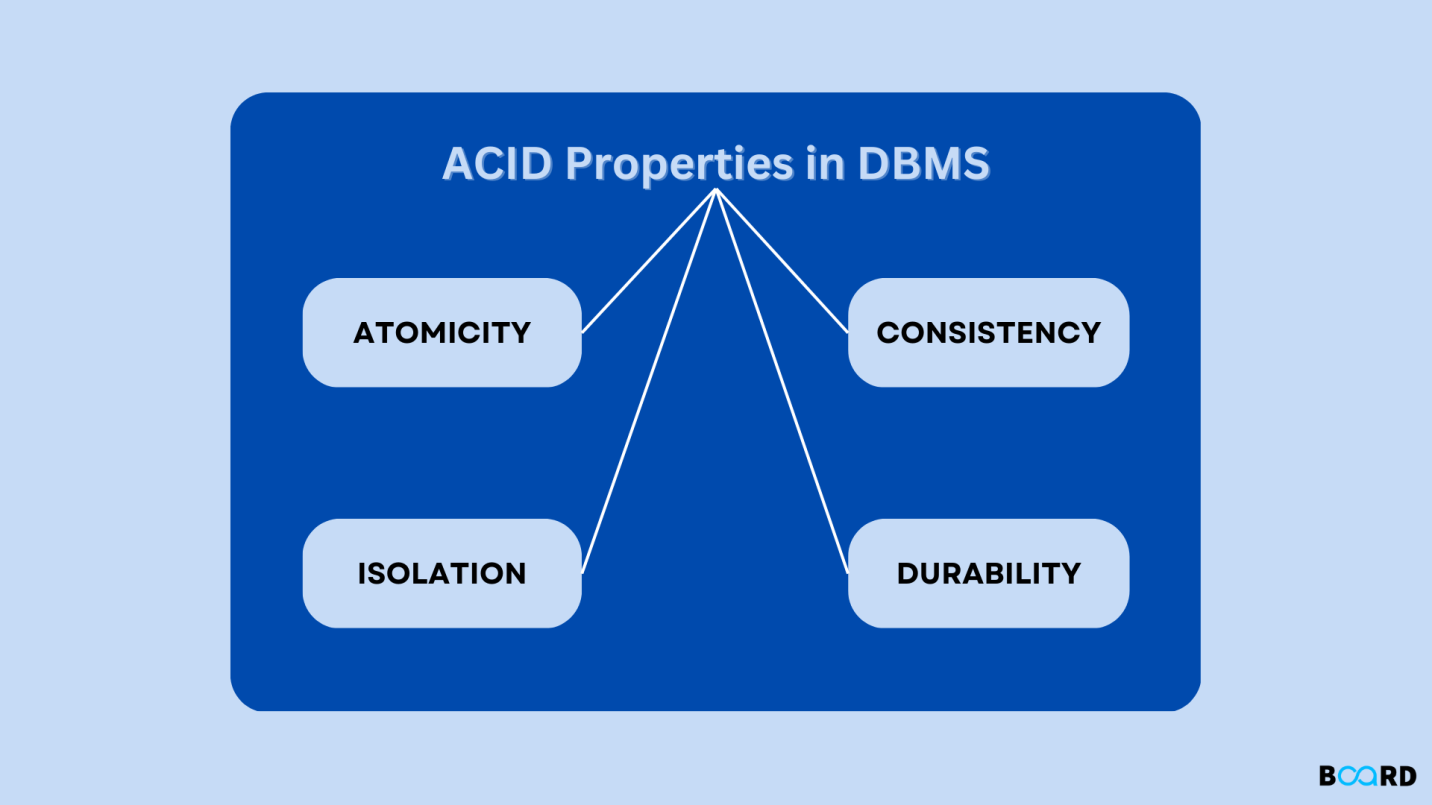 ACID Properties in DBMS
ATOMICITY
CONSISTENCY
ISOLATION
DURABILITY
BOARD